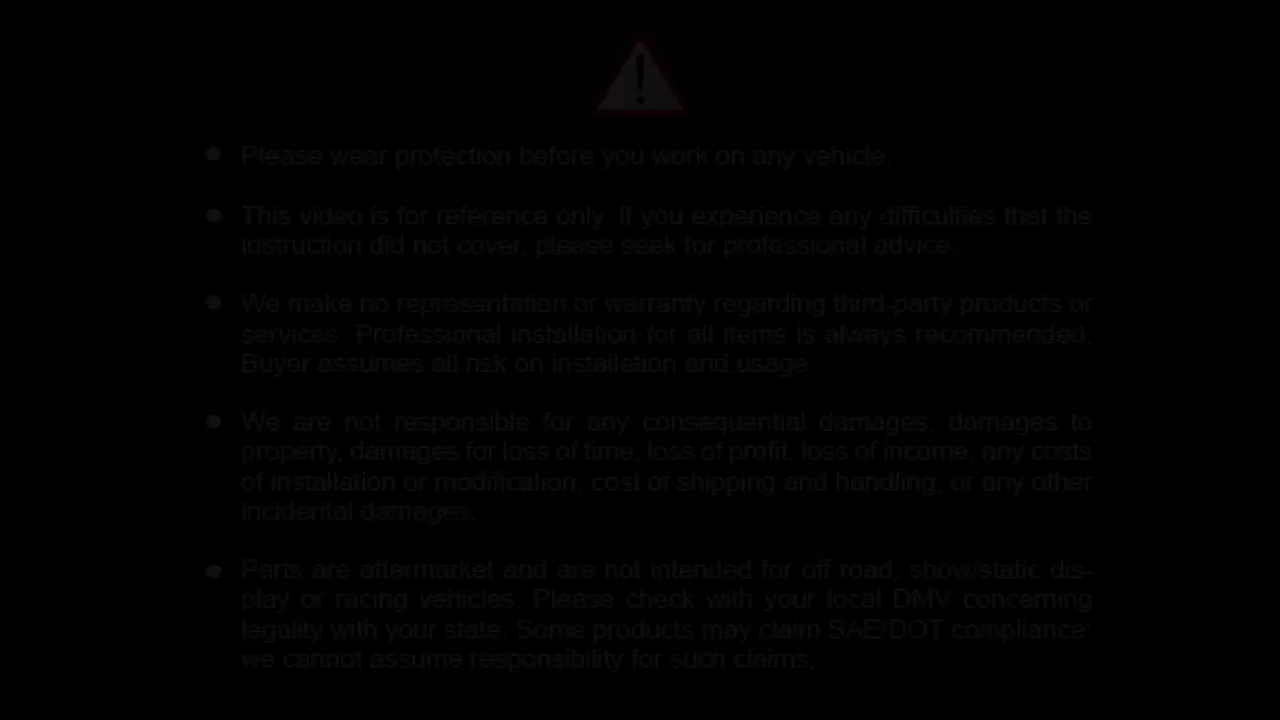 Please wear protection before you work on any vehicle.
This video is for reference only. If you experience any difficulties that the
instruction did not cover, please seek for professional advice.
We make no representation or warranty regarding third-party products or
services. Professional installation for all items is always recommended.
Buyer assumes all risk on installation and usage.
We are not responsible for any consequential damages, damages to
property, damages for loss of time, loss of profit, loss of income, any costs
of installation or modification, cost of shipping and handling, or any other
incidental damages.
Parts are aftermarket and are not intended for off road, show/static dis-
play or racing vehicles. Please check with your local DMV concerning
legality with your state. Some products may claim SAE/DOT compliance;
we cannot assume responsibility for such claims.